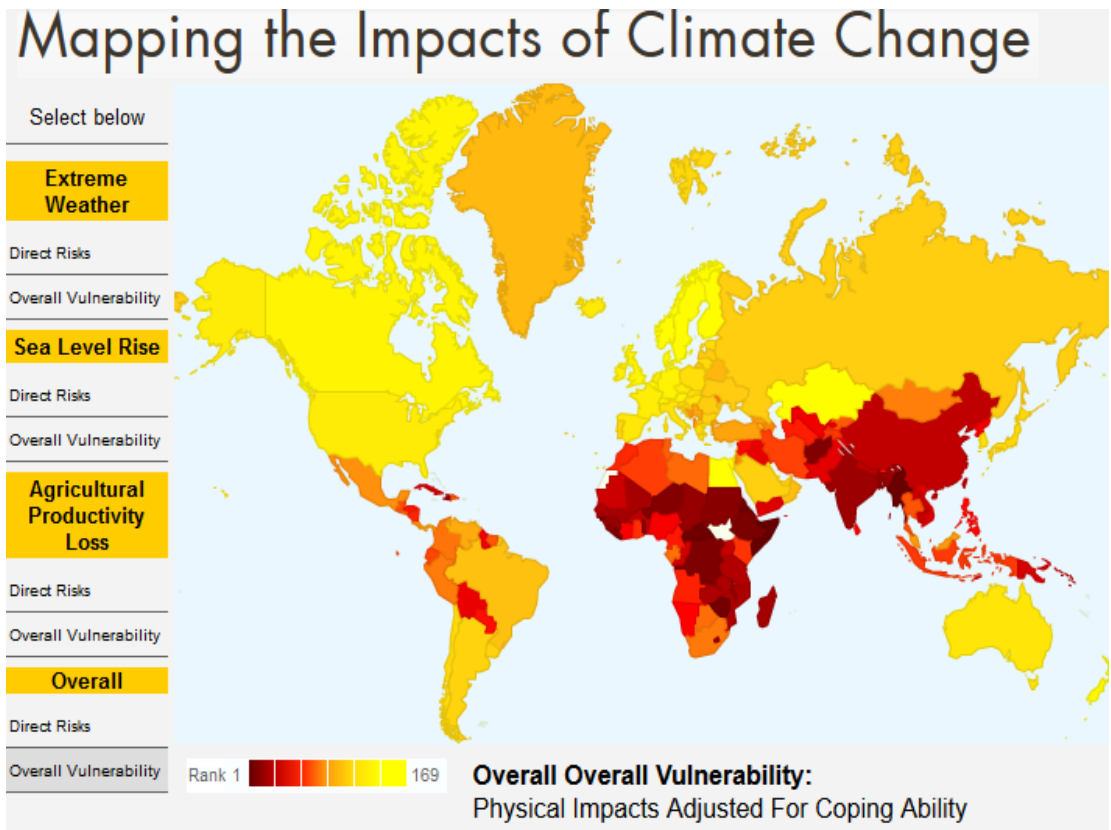 Mapping the Impacts of Climate Change
Select below
Extreme
Weather
Direct Risks
Overall Vulnerability
Sea Level Rise
Direct Risks
Overall Vulnerability
Agricultural
Productivity
Loss
Direct Risks
Overall Vulnerability
Overall
Direct Risks
Overall Vulnerability
Rank 1 169
Overall Overall Vulnerability:
Physical Impacts Adjusted For Coping Ability